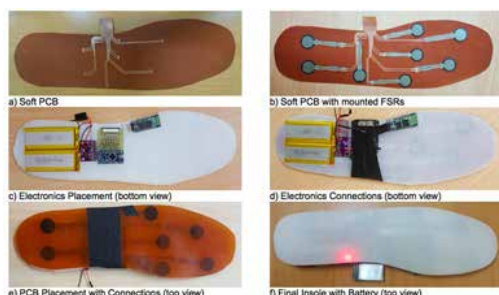 a) Soft PCB
b) Soft PCB with mounted FSRs
c) Electronics Placement (bottom view)
d) Electronics Connections (bottom view)
e) PCB Placement with Connections (top view)
f) Final Insole with Battery (top view)